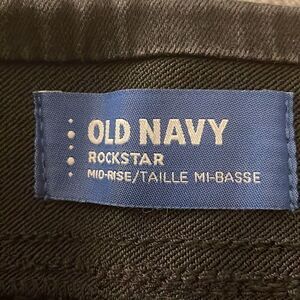 OLD NAVY
ROCKSTAR
MID-RISE/TAILLE MI-BASSE